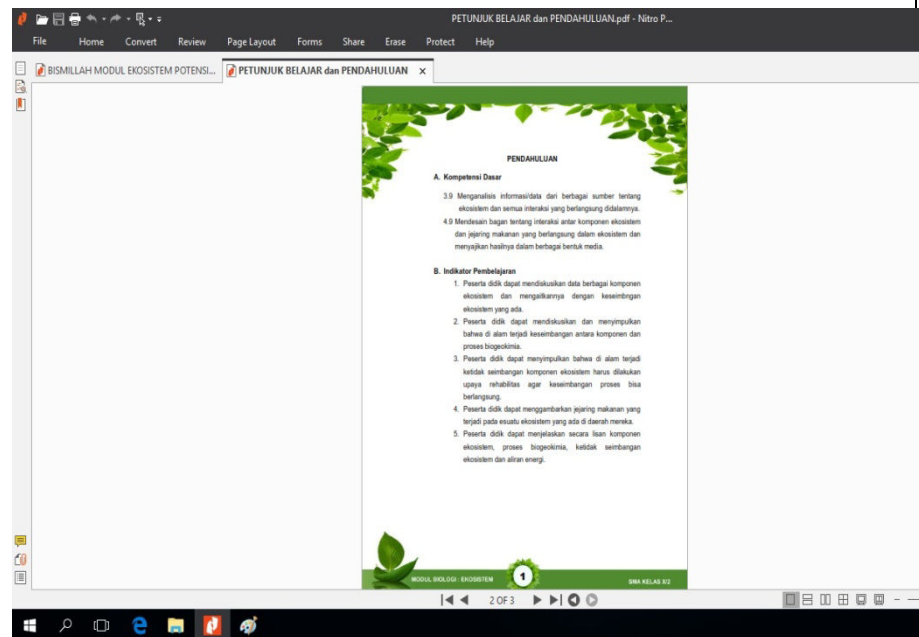 PETUNJUK BELAJAR dan PENDAHULUAN.pdf - Nitro P...
File Home Convert Review Page Layout Forms Share Erase Protect Help
BISMILLAH MODUL EKOSISTEM POTENSI... PETUNJUK BELAJAR dan PENDAHULUAN x
PENDAHULUAN
A. Kompetensi Dasar
3.9 Menganalisis informasi/data dari berbagai sumber tentang
ekosistem dan semua interaksi yang berlangsung didalamnya.
4.9 Mendesain bagan tentang interaksi antar komponen ekosistem
dan jejaring makanan yang berlangsung dalam ekosistem dan
menyajikan hasilnya dalam berbagai bentuk media.
B. Indikator Pembelajaran
1. Peserta didik dapat mendiskusikan data berbagai komponen
ekosistem dan mengaitkannya dengan keseimbngan
ekosistem yang ada.
2. Peserta didik dapat mendiskusikan dan menyimpulkan
bahwa di alam terjadi keseimbangan antara komponen dan
proses biogeokimia.
3. Peserta didik dapat menyimpulkan bahwa di alam terjadi
ketidak seimbangan komponen ekosistem harus dilakukan
upaya rehabilitas agar keseimbangan proses bisa
berlangsung.
4. Peserta didik dapat menggambarkan jejaring makanan yang
terjadi pada esuatu ekosistem yang ada di daerah mereka.
5. Peserta didik dapat menjelaskan secara lisan komponen
ekosistem, proses biogeokimia, ketidak seimbangan
ekosistem dan aliran energi.
MODUL BIOLOGI : EKOSISTEM 1 SMA KELAS X/2
2 OF 3